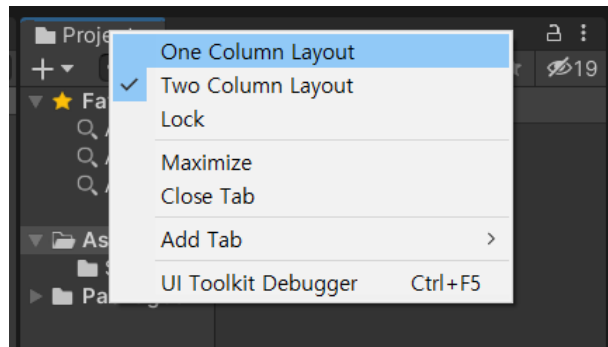 Proje
One Column Layout
19
Two Column Layout
Fa
Lock
Maximize
Close Tab
As
Add Tab
UI Toolkit Debugger Ctrl+F5
Pa